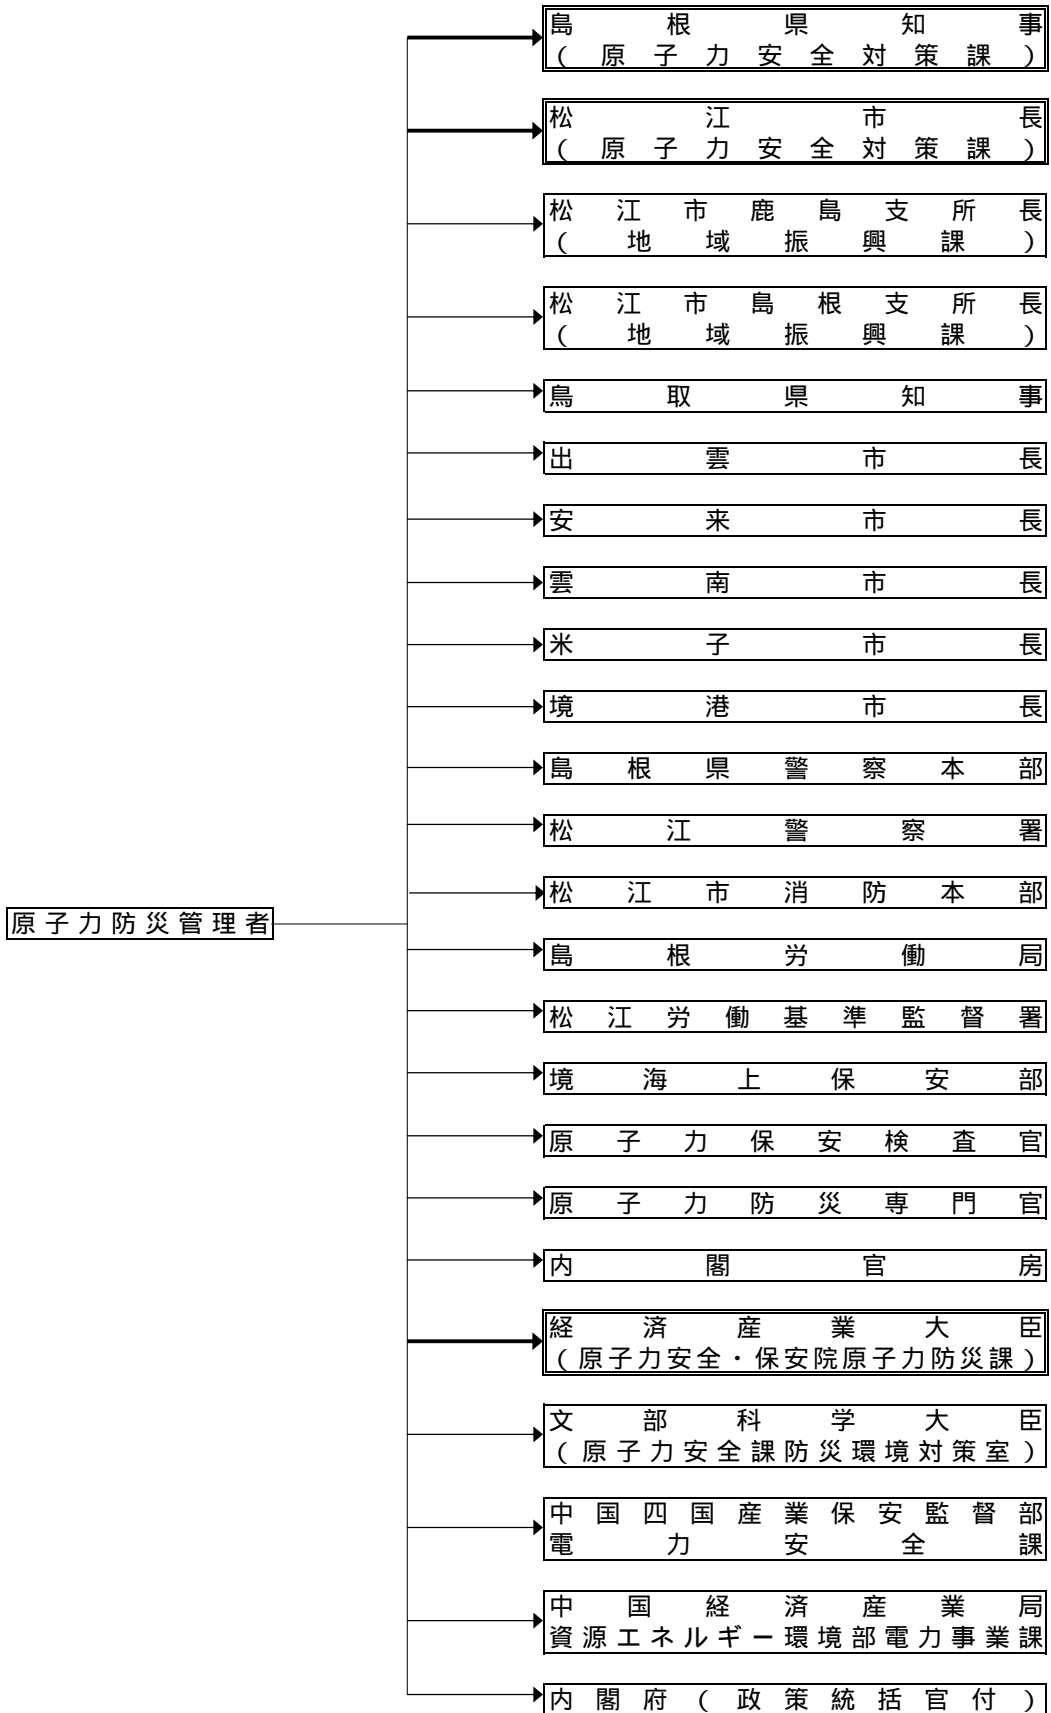 島根県知事
(原子力安全対策課)
松江市長
(原子力安全対策課)
松江市鹿島支所長
(地域振興課)
松江市島根支所長
(地域振興課)
鳥取県知事
出雲市長
安来市長
雲南市長
米子市長
境港市長
島根県警察本部
松江警察署
松江市消防本部
原子力防災管理者
島根労働局
松江労働基準監督署
境海上保安部
原子力保安検査官
原子力防災専門官
内閣官房
経済産業大臣
(原子力安全・保安院原子力防災課)
文部科学大臣
(原子力安全課防災環境対策室)
中国四国産業保安監督部
電力安全課
中国経済産業局
資源エネルギー環境部電力事業課
内閣府(政策統括官付)